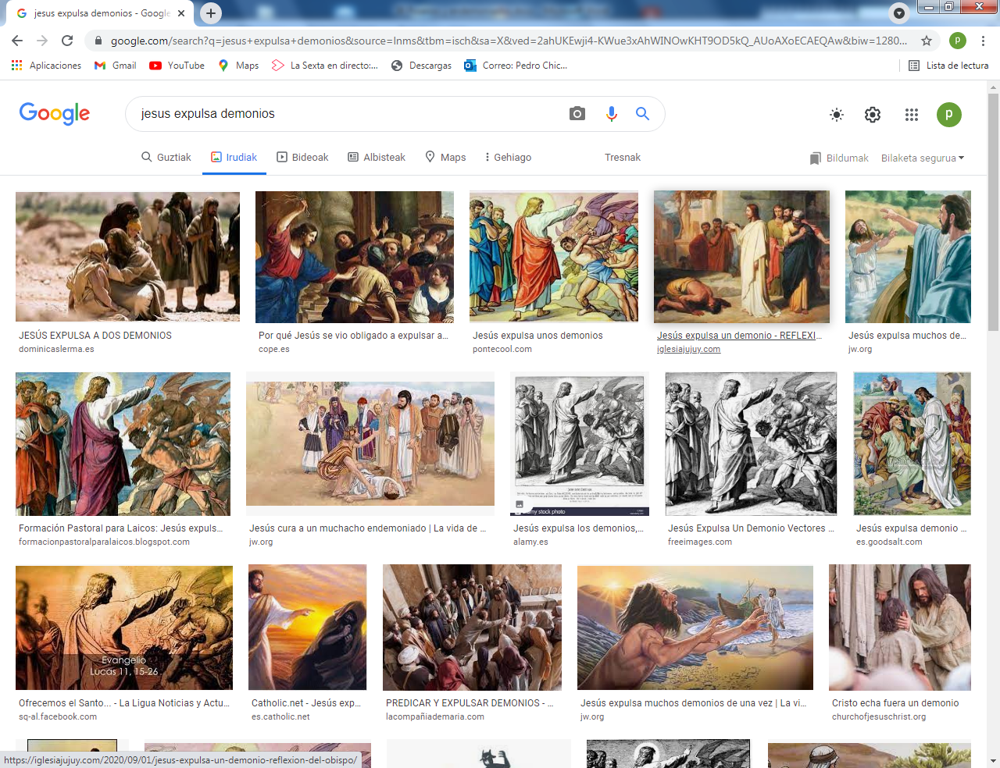 jesus expulsa demonios - Google
google.com/search?q=jesus+expulsa+demonios&source=lnms&tbm=isch&sa=X&ved=2ahUKEwji4-KWue3xAhWINOwKHT9OD5kQ_AUoAXoECAEQAw&biw=1280...
p
Aplicaciones
Gmail
YouTube
Maps
La Sexta en directo:...
Descargas
Correo: Pedro Chic...
Lista de lectura
Google
jesus expulsa demonios
p
Guztiak
Irudiak
Bideoak
Albisteak
Maps
Gehiago
Tresnak
Bildumak
Bilaketa segurua
JESÚS EXPULSA A DOS DEMONIOS
dominicaslerma.es
Por qué Jesús se vio obligado a expulsar a...
cope.es
Jesús expulsa unos demonios
pontecool.com
Jesús expulsa un demonio - REFLEXI...
iglesiajujuy.com
Jesús expulsa muchos de...
jw.org
Formación Pastoral para Laicos: Jesús expuls...
formacionpastoralparalaicos.blogspot.com
Jesús cura a un muchacho endemoniado | La vida de ...
jw.org
alamy stock photo
Jesús expulsa los demonios,...
alamy.es
Jesús Expulsa Un Demonio Vectores ...
freeimages.com
Jesús expulsa demonio ...
es.goodsalt.com
Evangelio
Lucas 11, 15-26
Ofrecemos el Santo... - La Ligua Noticias y Actu...
sq-al.facebook.com
Catholic.net - Jesús exp...
es.catholic.net
PREDICAR Y EXPULSAR DEMONIOS - ...
lacompañiademaria.com
Jesús expulsa muchos demonios de una vez | La vi...
jw.org
Cristo echa fuera un demonio
churchofjesuschrist.org
https://iglesiajujuy.com/2020/09/01/jesus-expulsa-un-demonio-reflexion-del-obispo/